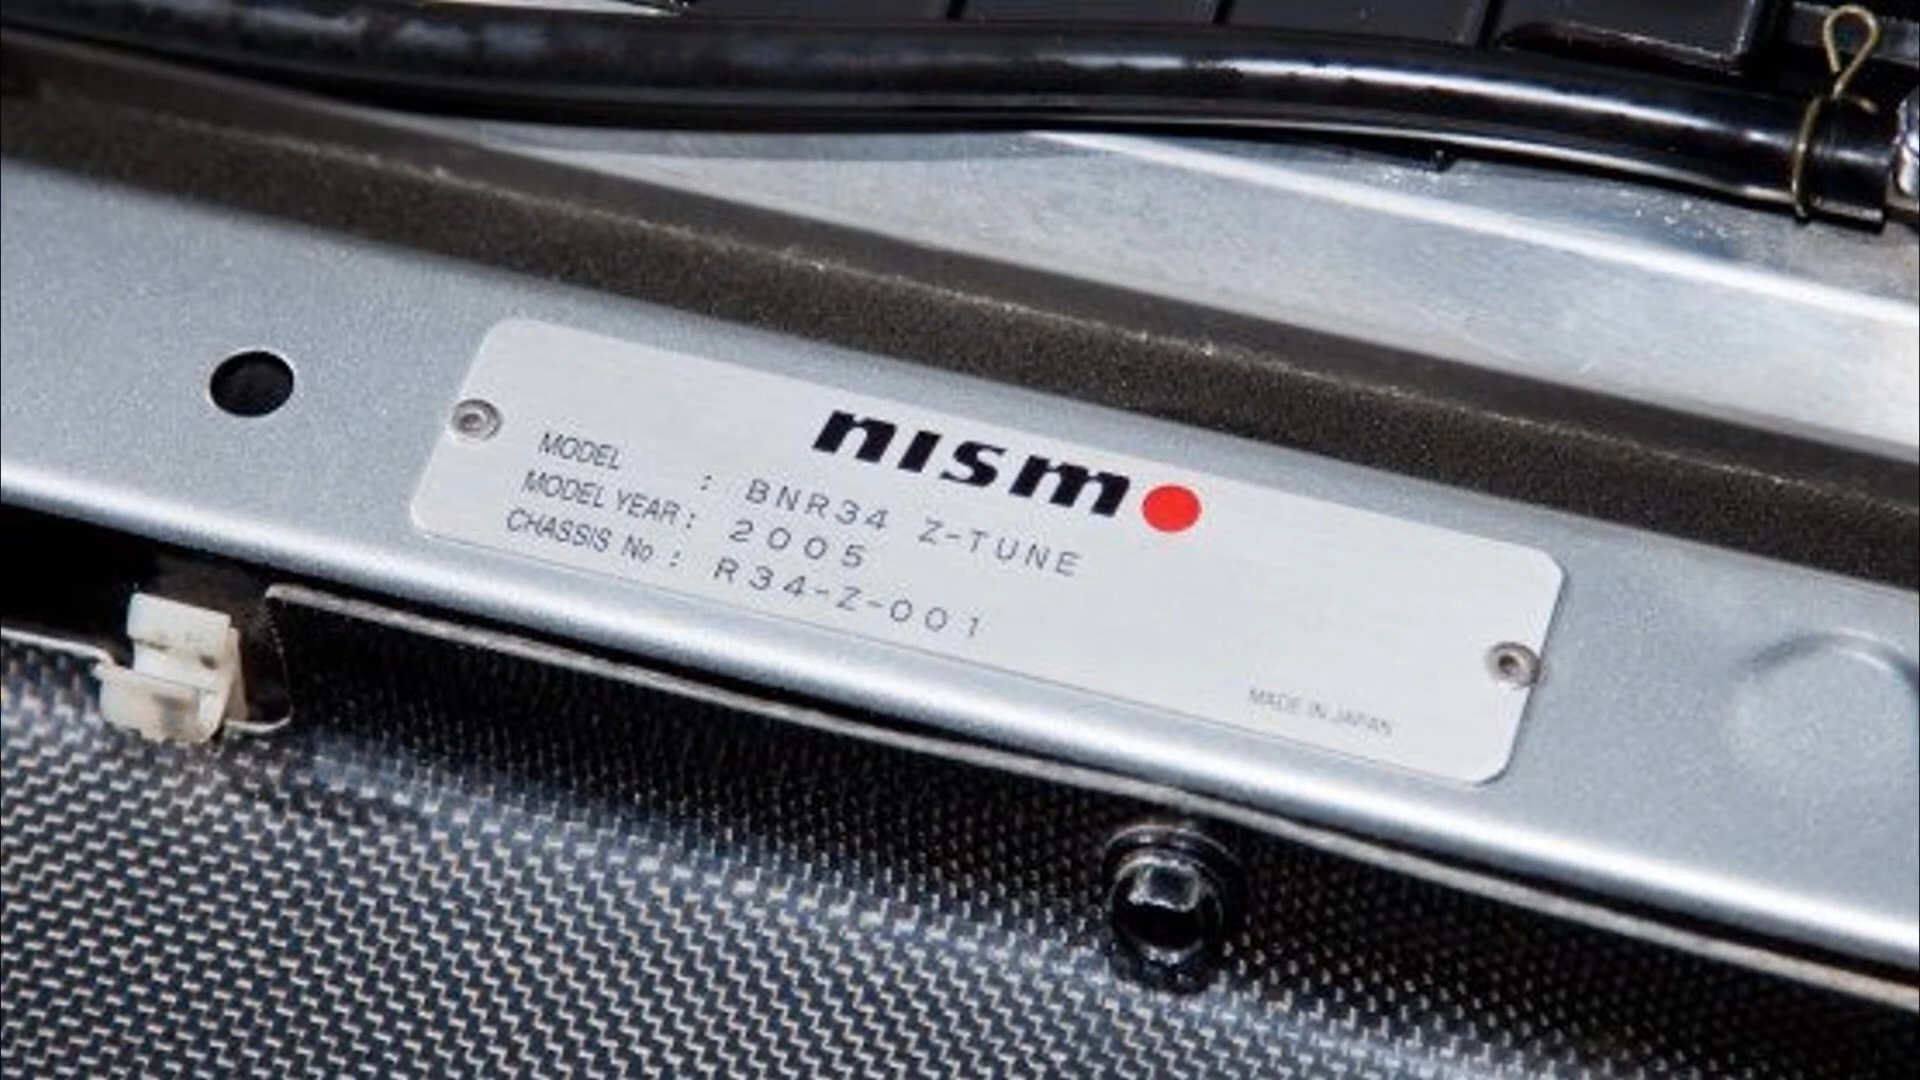 nismo
MODEL : BNR34 Z-TUNE
MODEL YEAR : 2005
CHASSIS No : R34-Z-001
MADE IN JAPAN